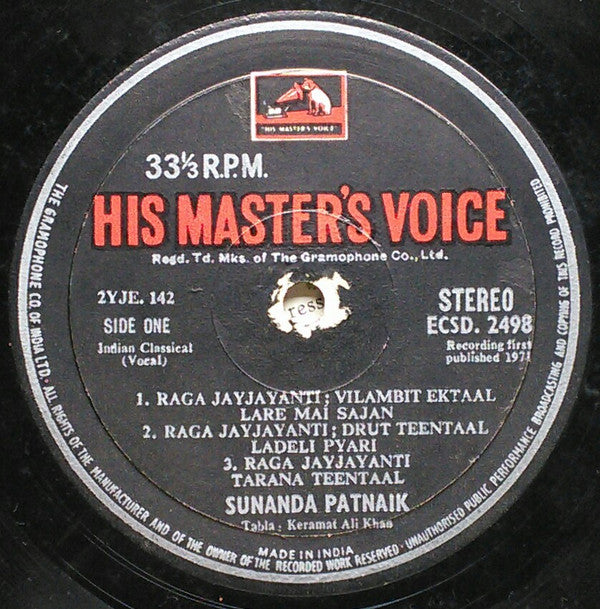 "HIS MASTER'S VOICE"
33⅓ R.P.M.
HIS MASTER'S VOICE
Regd. Td. Mks. of The Gramophone Co., Ltd.
2YJE. 142
SIDE ONE
Indian Classical
(Vocal)
ress
STEREO
ECSD. 2498
Recording first
published 1971
1. RAGA JAYJAYANTI; VILAMBIT EKTAAL
LARE MAI SAJAN
2. RAGA JAYJAYANTI; DRUT TEENTAAL
LADELI PYARI
3. RAGA JAYJAYANTI
TARANA TEENTAAL
SUNANDA PATNAIK
Tabla: Keramat Ali Khan
MADE IN INDIA
THE GRAMOPHONE CO OF INDIA LTD. · ALL RIGHTS OF THE MANUFACTURER AND OF THE OWNER OF THE RECORDED WORK RESERVED · UNAUTHORISED PUBLIC PERFORMANCE BROADCASTING AND COPYING OF THIS RECORD PROHIBITED